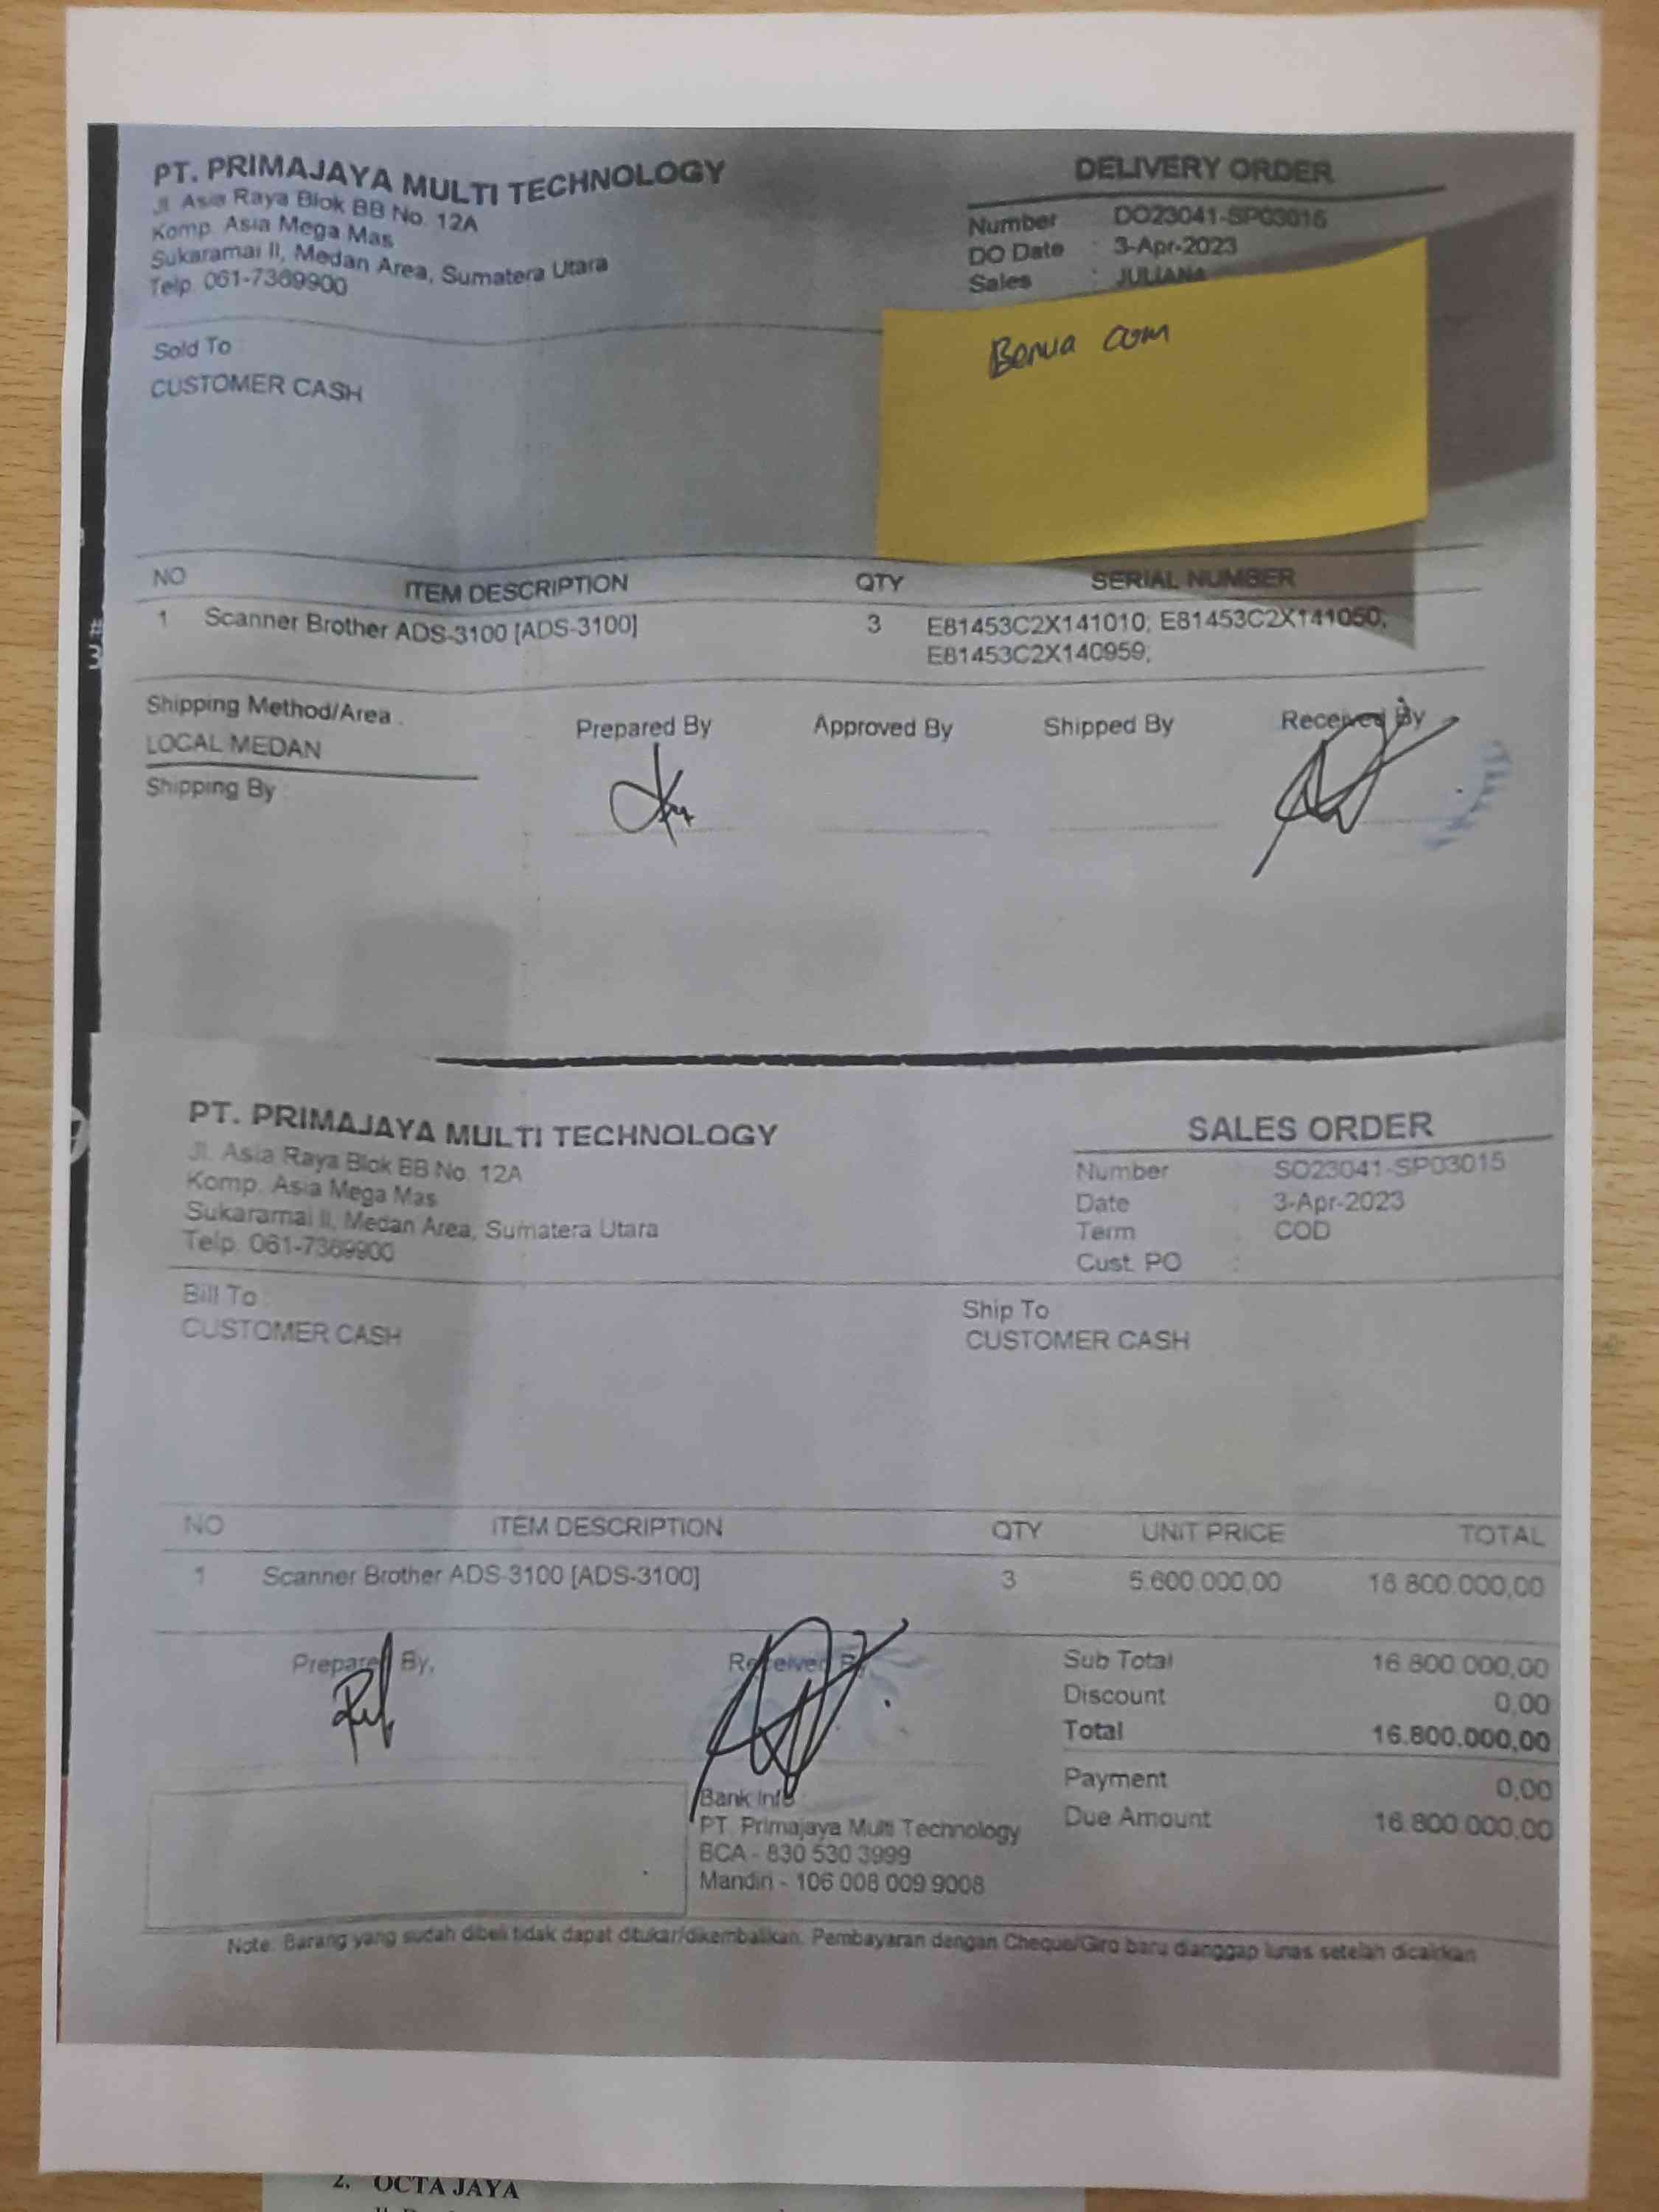 PT. PRIMAJAYA MULTI TECHNOLOGY
Jl. Asia Raya Blok BB No. 12A
Komp. Asia Mega Mas
Sukaramai II, Medan Area, Sumatera Utara
Telp. 061-7369900
DELIVERY ORDER
Number DO23041-SP03015
DO Date : 3-Apr-2023
Sales : JULIANA
Sold To
CUSTOMER CASH
NO ITEM DESCRIPTION QTY SERIAL NUMBER
1 Scanner Brother ADS-3100 [ADS-3100] 3 E81453C2X141010; E81453C2X141050;
E81453C2X140959;
Shipping Method/Area
LOCAL MEDAN
Shipping By
Prepared By Approved By Shipped By Received By
PT. PRIMAJAYA MULTI TECHNOLOGY
Jl. Asia Raya Blok BB No. 12A
Komp. Asia Mega Mas
Sukaramai II, Medan Area, Sumatera Utara
Telp. 061-7369900
SALES ORDER
Number SO23041-SP03015
Date : 3-Apr-2023
Term COD
Cust. PO :
Bill To
CUSTOMER CASH
Ship To
CUSTOMER CASH
NO ITEM DESCRIPTION QTY UNIT PRICE TOTAL
1 Scanner Brother ADS-3100 [ADS-3100] 3 5.600.000,00 16.800.000,00
Prepared By, Received By
Sub Total 16.800.000,00
Discount 0,00
Total 16.800.000,00
Payment 0,00
Due Amount 16.800.000,00
Bank Info :
PT. Primajaya Multi Technology
BCA - 830 530 3999
Mandiri - 106 008 009 9008
Note. Barang yang sudah dibeli tidak dapat ditukar/dikembalikan. Pembayaran dengan Cheque/Giro baru dianggap lunas setelah dicairkan
2. OCTA JAYA